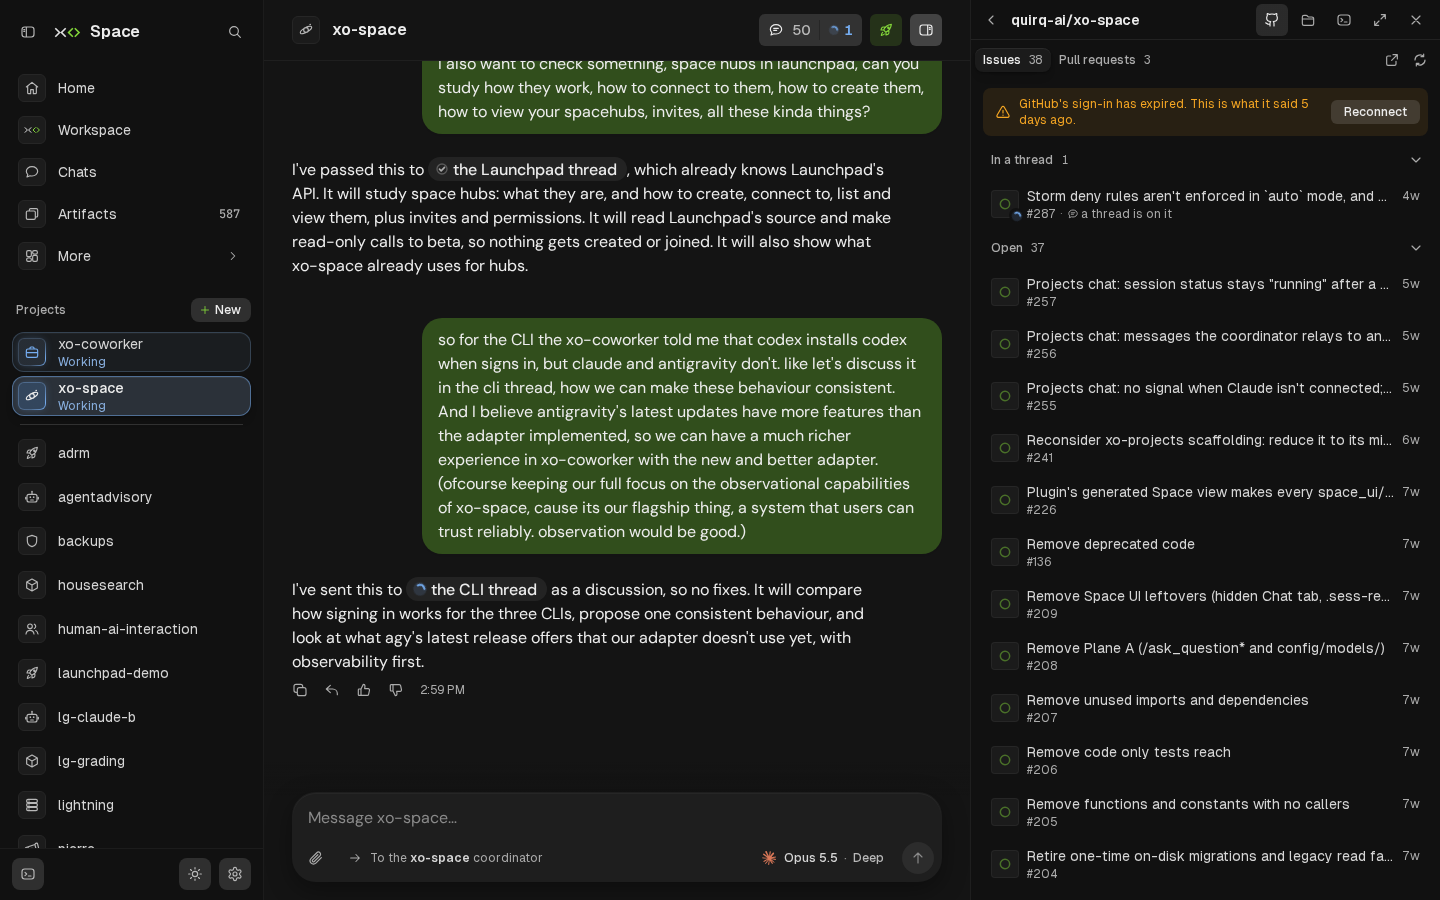 Space
Home
Workspace
Chats
Artifacts 587
More
Projects
+ New
xo-coworker
Working
xo-space
Working
adrm
agentadvisory
backups
housesearch
human-ai-interaction
launchpad-demo
lg-claude-b
lg-grading
lightning
xo-space
50 1
I also want to check something, space hubs in launchpad, can you
study how they work, how to connect to them, how to create them,
how to view your spacehubs, invites, all these kinda things?
I've passed this to the Launchpad thread , which already knows Launchpad's
API. It will study space hubs: what they are, and how to create, connect to, list and
view them, plus invites and permissions. It will read Launchpad's source and make
read-only calls to beta, so nothing gets created or joined. It will also show what
xo-space already uses for hubs.
so for the CLI the xo-coworker told me that codex installs codex
when signs in, but claude and antigravity don't. like let's discuss it
in the cli thread, how we can make these behaviour consistent.
And I believe antigravity's latest updates have more features than
the adapter implemented, so we can have a much richer
experience in xo-coworker with the new and better adapter.
(ofcourse keeping our full focus on the observational capabilities
of xo-space, cause its our flagship thing, a system that users can
trust reliably. observation would be good.)
I've sent this to the CLI thread as a discussion, so no fixes. It will compare
how signing in works for the three CLIs, propose one consistent behaviour, and
look at what agy's latest release offers that our adapter doesn't use yet, with
observability first.
2:59 PM
Message xo-space...
→ To the xo-space coordinator
Opus 5.5 · Deep
quirq-ai/xo-space
Issues 38 Pull requests 3
GitHub's sign-in has expired. This is what it said 5
days ago.
Reconnect
In a thread 1
Storm deny rules aren't enforced in `auto` mode, and ... 4w
#287 · a thread is on it
Open 37
Projects chat: session status stays "running" after a ... 5w
#257
Projects chat: messages the coordinator relays to an... 5w
#256
Projects chat: no signal when Claude isn't connected;... 5w
#255
Reconsider xo-projects scaffolding: reduce it to its mi... 6w
#241
Plugin's generated Space view makes every space_ui/... 7w
#226
Remove deprecated code 7w
#136
Remove Space UI leftovers (hidden Chat tab, .sess-re... 7w
#209
Remove Plane A (/ask_question* and config/models/) 7w
#208
Remove unused imports and dependencies 7w
#207
Remove code only tests reach 7w
#206
Remove functions and constants with no callers 7w
#205
Retire one-time on-disk migrations and legacy read fa... 7w
#204